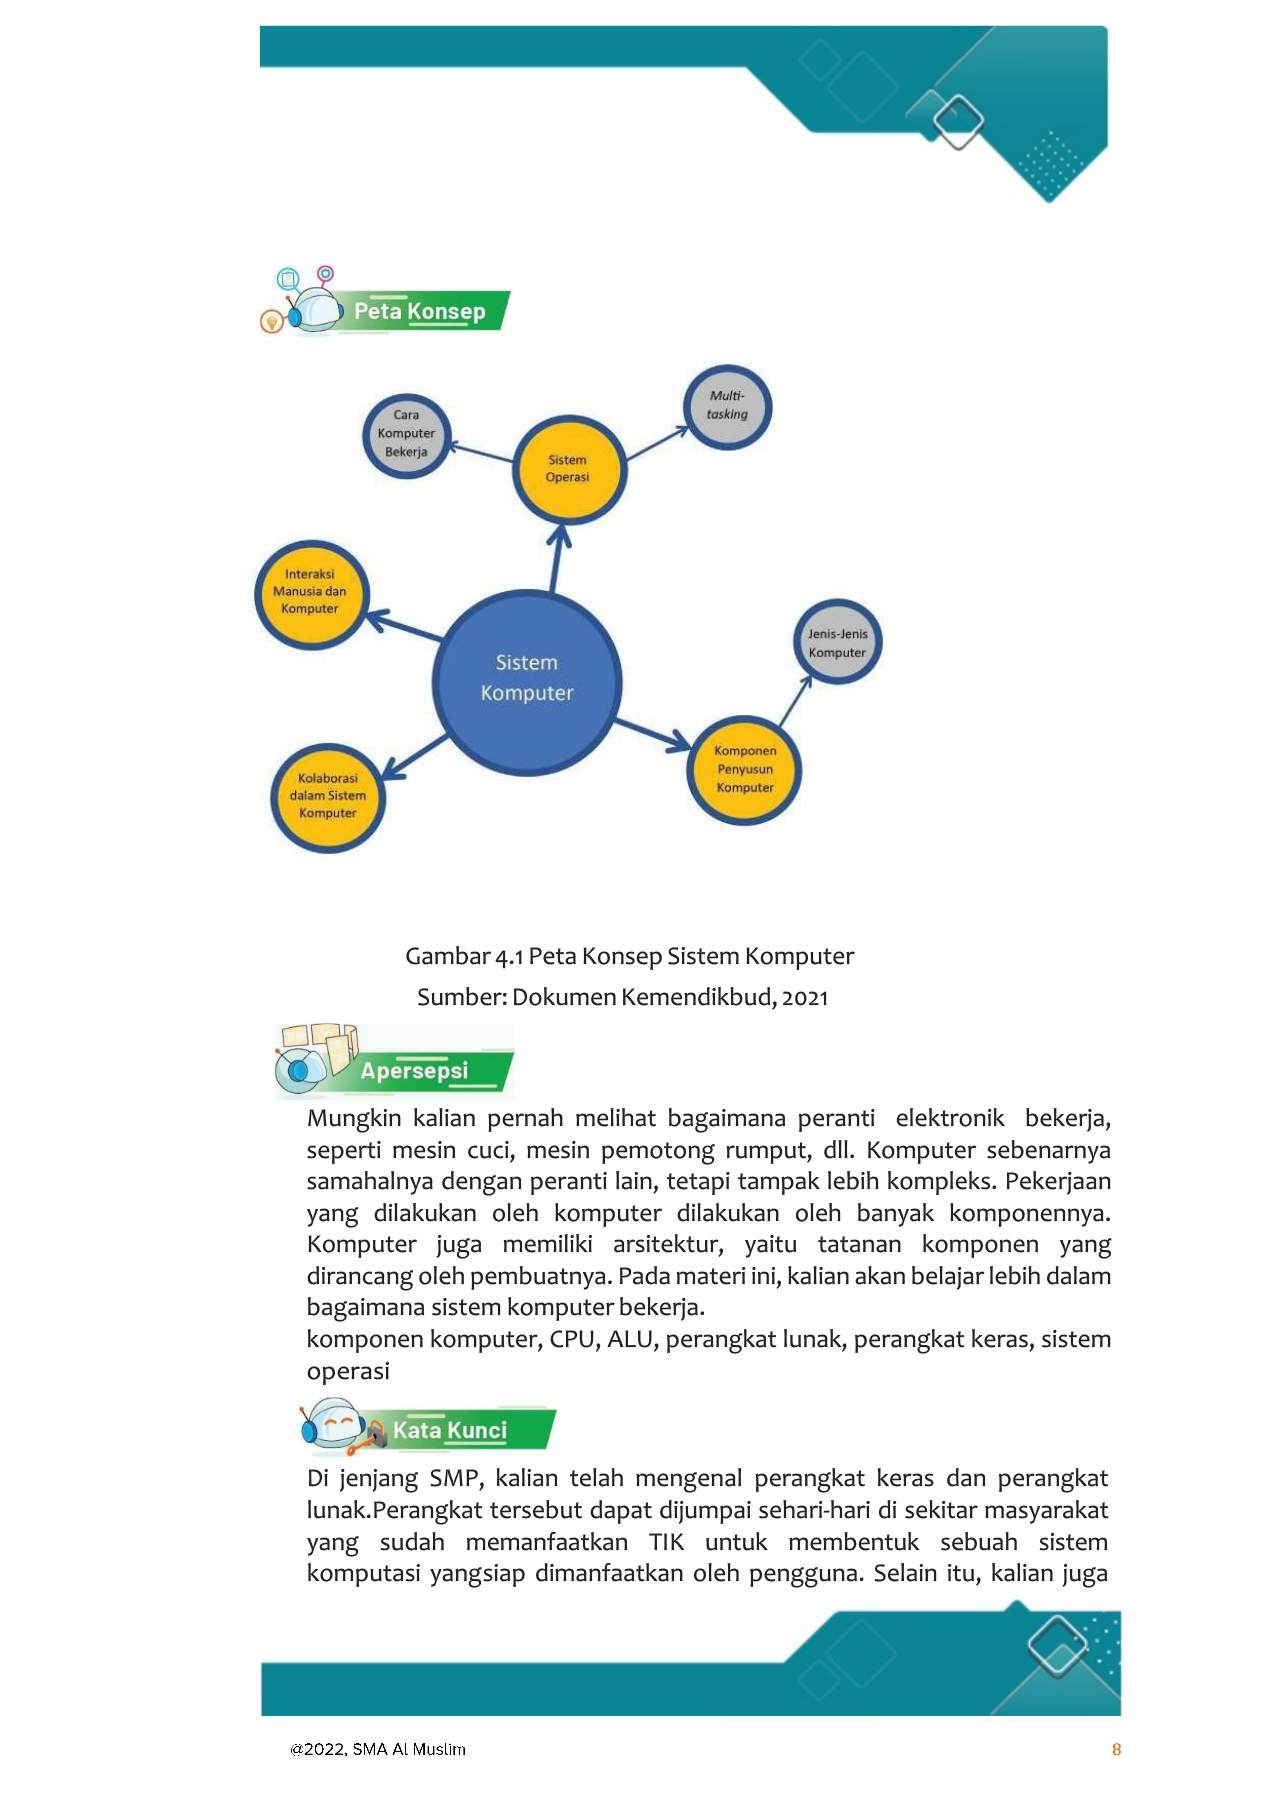 Peta Konsep
Cara
Komputer
Bekerja
Multi-
tasking
Sistem
Operasi
Interaksi
Manusia dan
Komputer
Sistem
Komputer
Jenis-Jenis
Komputer
Komponen
Penyusun
Komputer
Kolaborasi
dalam Sistem
Komputer
Gambar 4.1 Peta Konsep Sistem Komputer
Sumber: Dokumen Kemendikbud, 2021
Apersepsi
Mungkin kalian pernah melihat bagaimana peranti elektronik bekerja,
seperti mesin cuci, mesin pemotong rumput, dll. Komputer sebenarnya
samahalnya dengan peranti lain, tetapi tampak lebih kompleks. Pekerjaan
yang dilakukan oleh komputer dilakukan oleh banyak komponennya.
Komputer juga memiliki arsitektur, yaitu tatanan komponen yang
dirancang oleh pembuatnya. Pada materi ini, kalian akan belajar lebih dalam
bagaimana sistem komputer bekerja.
komponen komputer, CPU, ALU, perangkat lunak, perangkat keras, sistem
operasi
Kata Kunci
Di jenjang SMP, kalian telah mengenal perangkat keras dan perangkat
lunak.Perangkat tersebut dapat dijumpai sehari-hari di sekitar masyarakat
yang sudah memanfaatkan TIK untuk membentuk sebuah sistem
komputasi yangsiap dimanfaatkan oleh pengguna. Selain itu, kalian juga
@2022, SMA Al Muslim
8